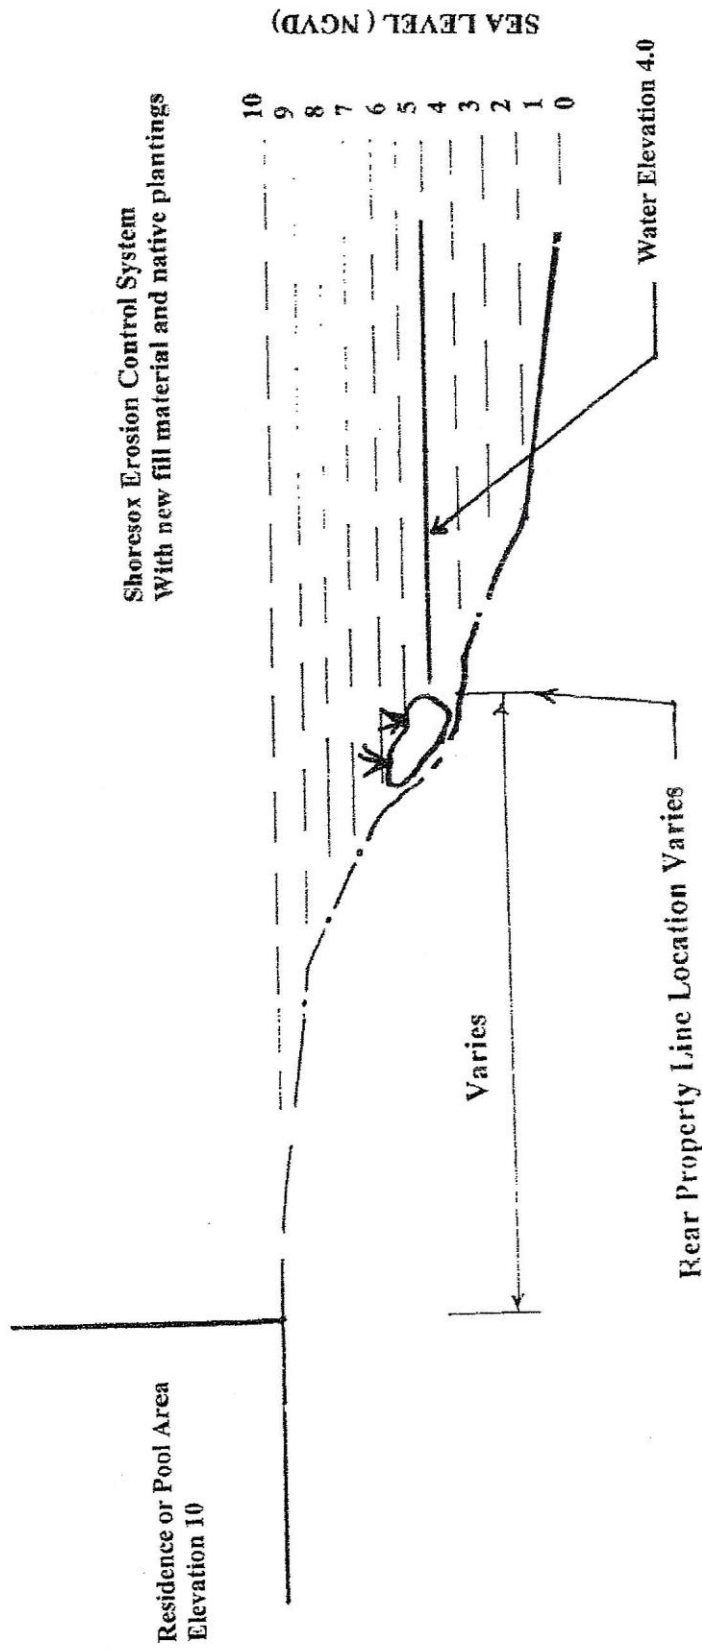 Shoresox Erosion Control System
With new fill material and native plantings
Residence or Pool Area
Elevation 10
10
9
8
7
6
5
4
3
2
1
0
SEA LEVEL ( NGVD)
Varies
Water Elevation 4.0
Rear Property Line Location Varies